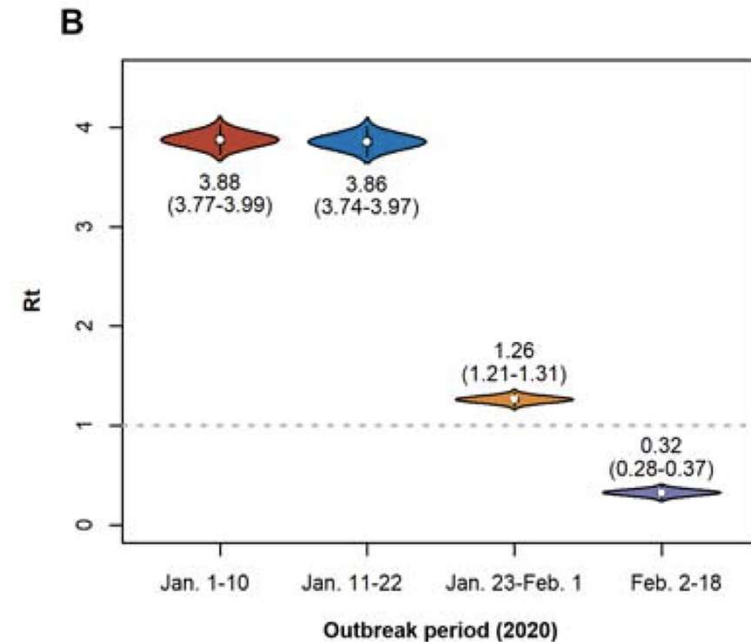 B
4
3
2
1
0
Rt
3.88
(3.77-3.99)
3.86
(3.74-3.97)
1.26
(1.21-1.31)
0.32
(0.28-0.37)
Jan. 1-10
Jan. 11-22
Jan. 23-Feb. 1
Feb. 2-18
Outbreak period (2020)